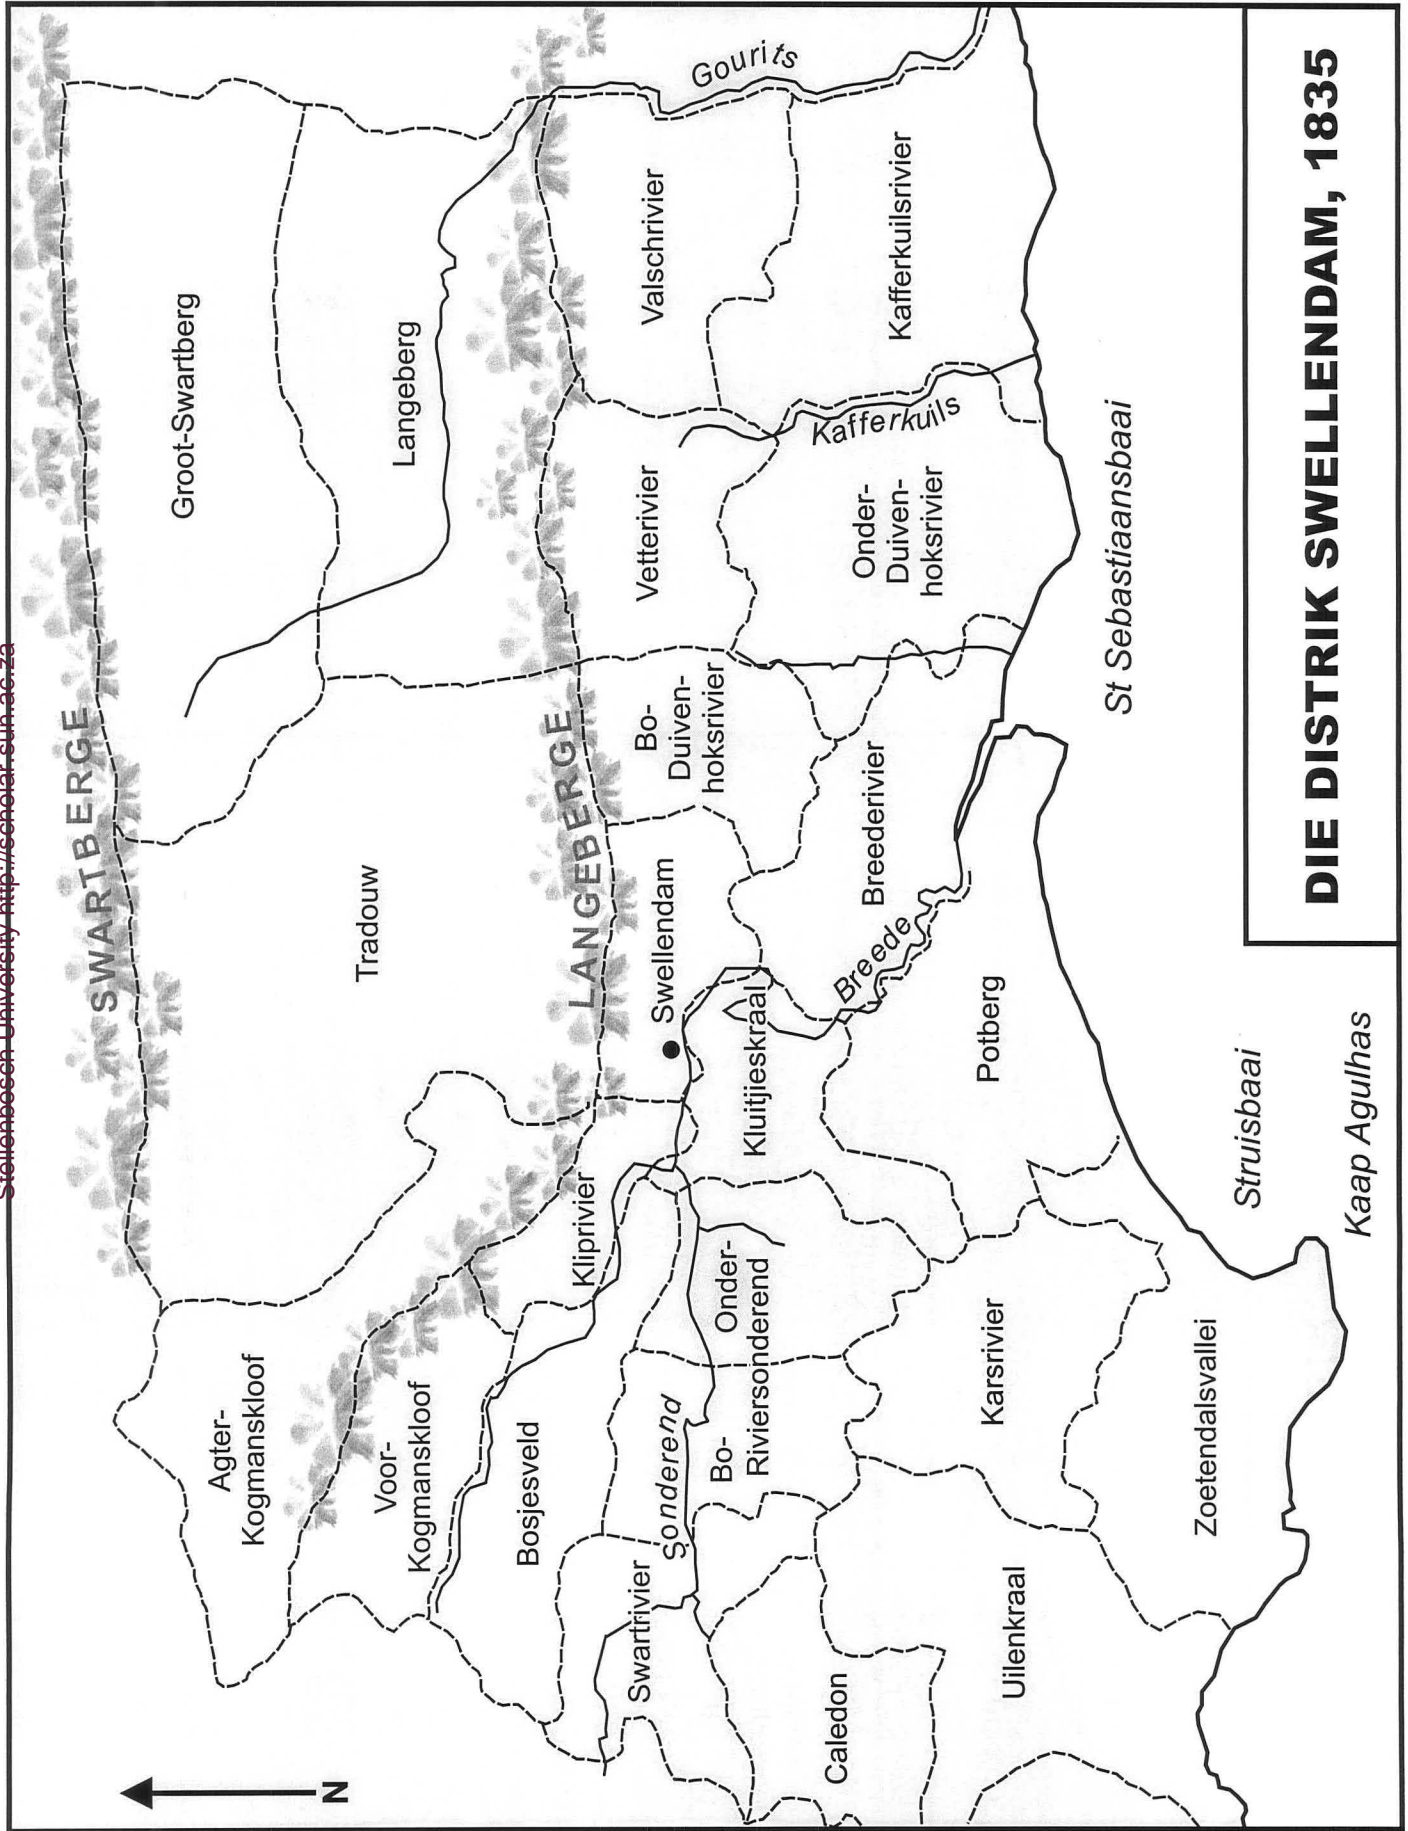 Stellenbosch University http://scholar.sun.ac.za
SWARTBERGE
Groot-Swartberg
Agter-
Kogmanskloof
Tradouw
Langeberg
Voor-
Kogmanskloof
LANGEBERGE
Bosjesveld
Kliprivier
Swartrivier
Sonderend
Swellendam
Bo-
Duiven-
hoksrivier
Vetterivier
Valschrivier
Gourits
Bo-
Onder-
Riviersonderend
Kluitjieskraal
Caledon
Breede
Breederivier
Onder-
Duiven-
hoksrivier
Kafferkuils
Kafferkuilsrivier
Uilenkraal
Karsrivier
Potberg
St Sebastiaansbaai
Zoetendalsvallei
Struisbaai
Kaap Agulhas
N
DIE DISTRIK SWELLENDAM, 1835